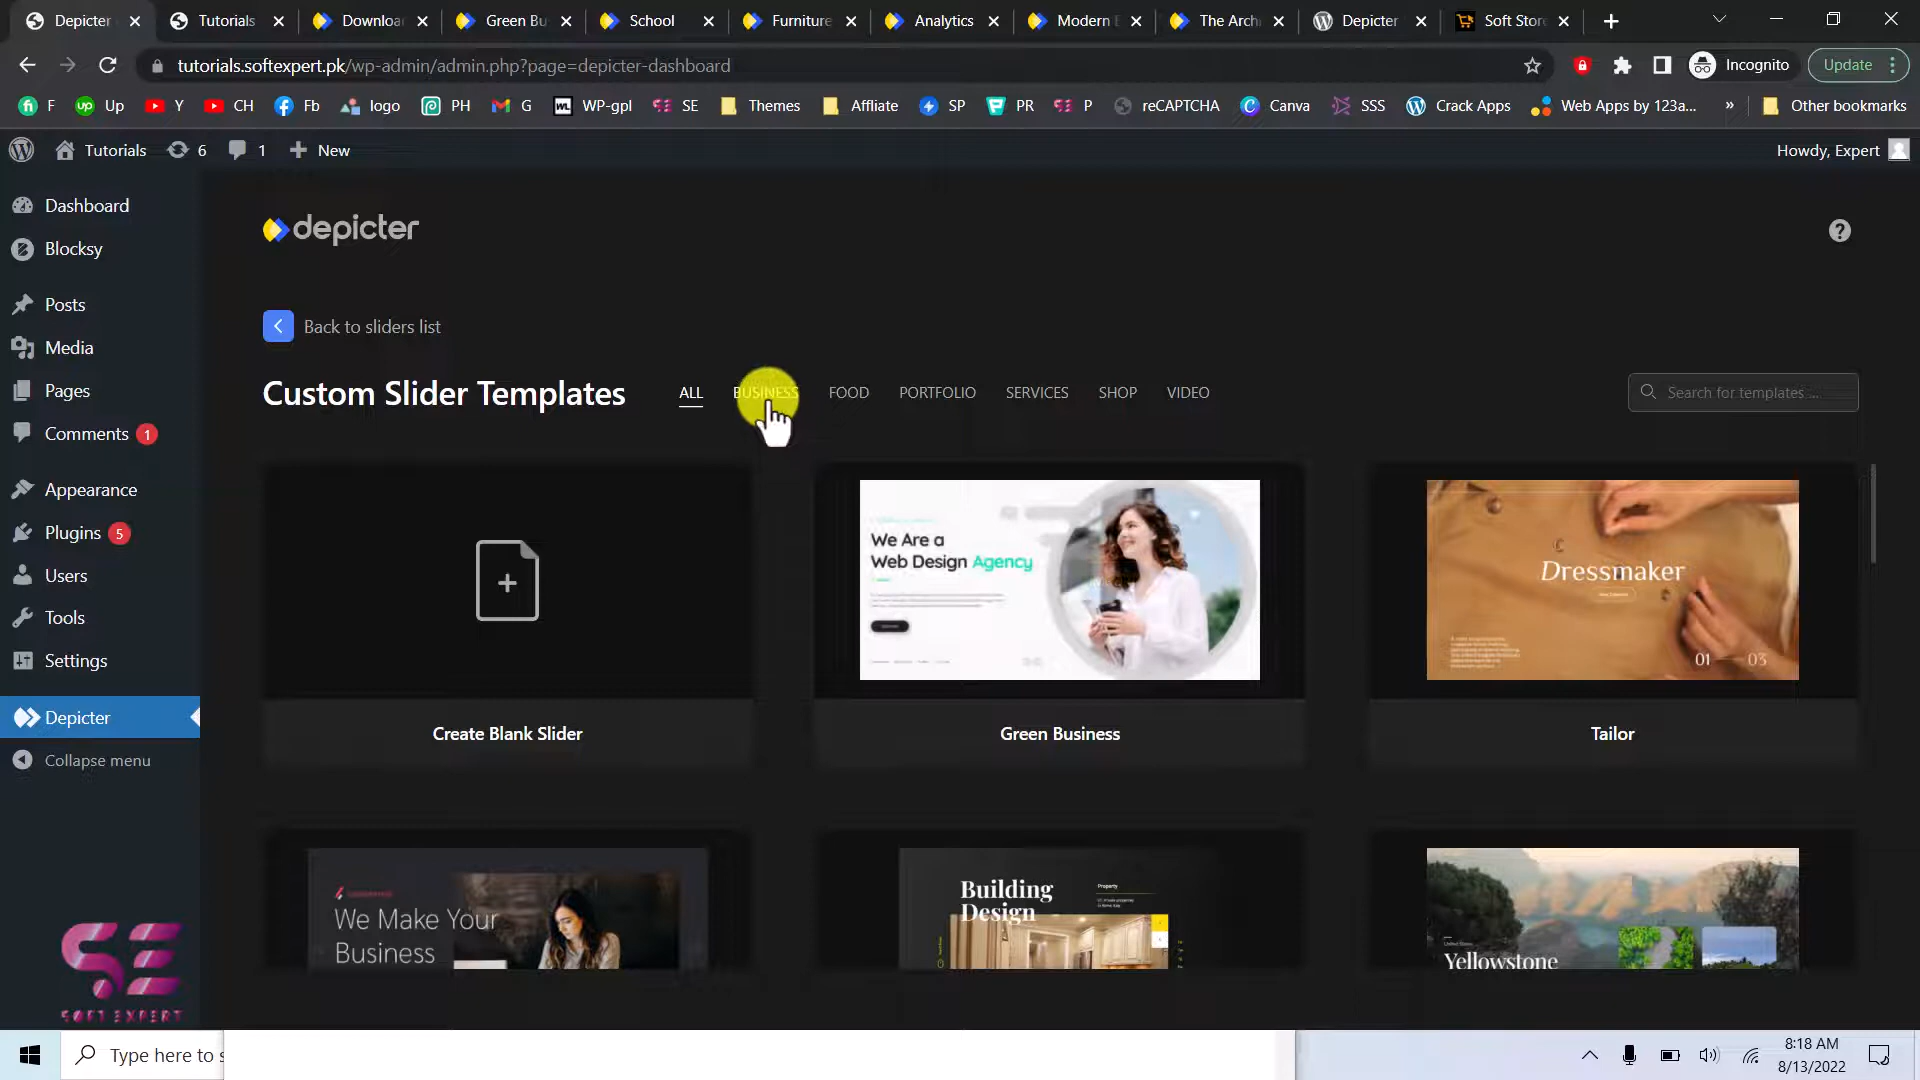 Depicter
Tutorials
Downloa
Green Bu
School
Furniture
Analytics
Modern
The Arch
Depicter
Soft Store
tutorials.softexpert.pk/wp-admin/admin.php?page=depicter-dashboard
Incognito
Update
F
Up
Y
CH
Fb
logo
PH
G
WP-gpl
SE
Themes
Affliate
SP
PR
P
reCAPTCHA
Canva
SSS
Crack Apps
Web Apps by 123a...
»
Other bookmarks
Tutorials
6
1
New
Howdy, Expert
Dashboard
Blocksy
Posts
Media
Pages
Comments 1
Appearance
Plugins 5
Users
Tools
Settings
Depicter
Collapse menu
SOFT EXPERT
depicter
Back to sliders list
Custom Slider Templates
ALL
BUSINESS
FOOD
PORTFOLIO
SERVICES
SHOP
VIDEO
Search for templates ...
We Are a
Web Design Agency
Dressmaker
01
03
Create Blank Slider
Green Business
Tailor
We Make Your
Business
Building
Design
Property
Yellowstone
Type here to s
8:18 AM
8/13/2022